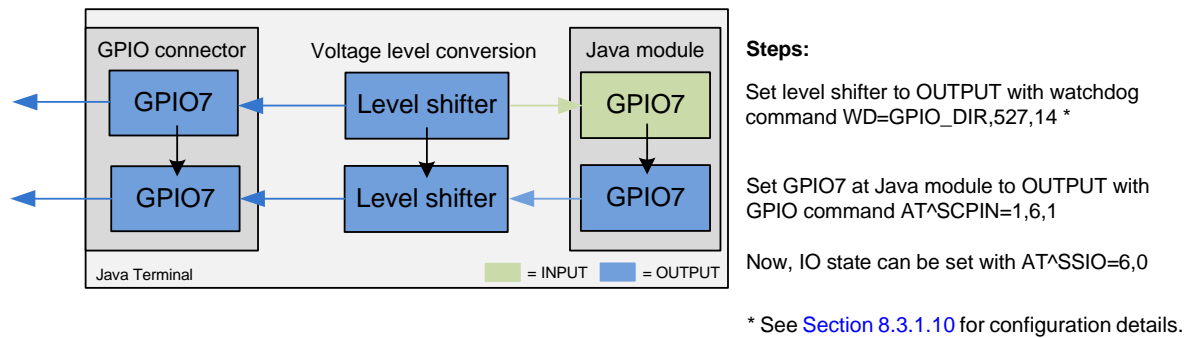 GPIO connector
Voltage level conversion
Java module
GPIO7
Level shifter
GPIO7
GPIO7
Level shifter
GPIO7
Java Terminal
= INPUT
= OUTPUT
Steps:
Set level shifter to OUTPUT with watchdog
command WD=GPIO_DIR,527,14 *
Set GPIO7 at Java module to OUTPUT with
GPIO command AT^SCPIN=1,6,1
Now, IO state can be set with AT^SSIO=6,0
* See Section 8.3.1.10 for configuration details.